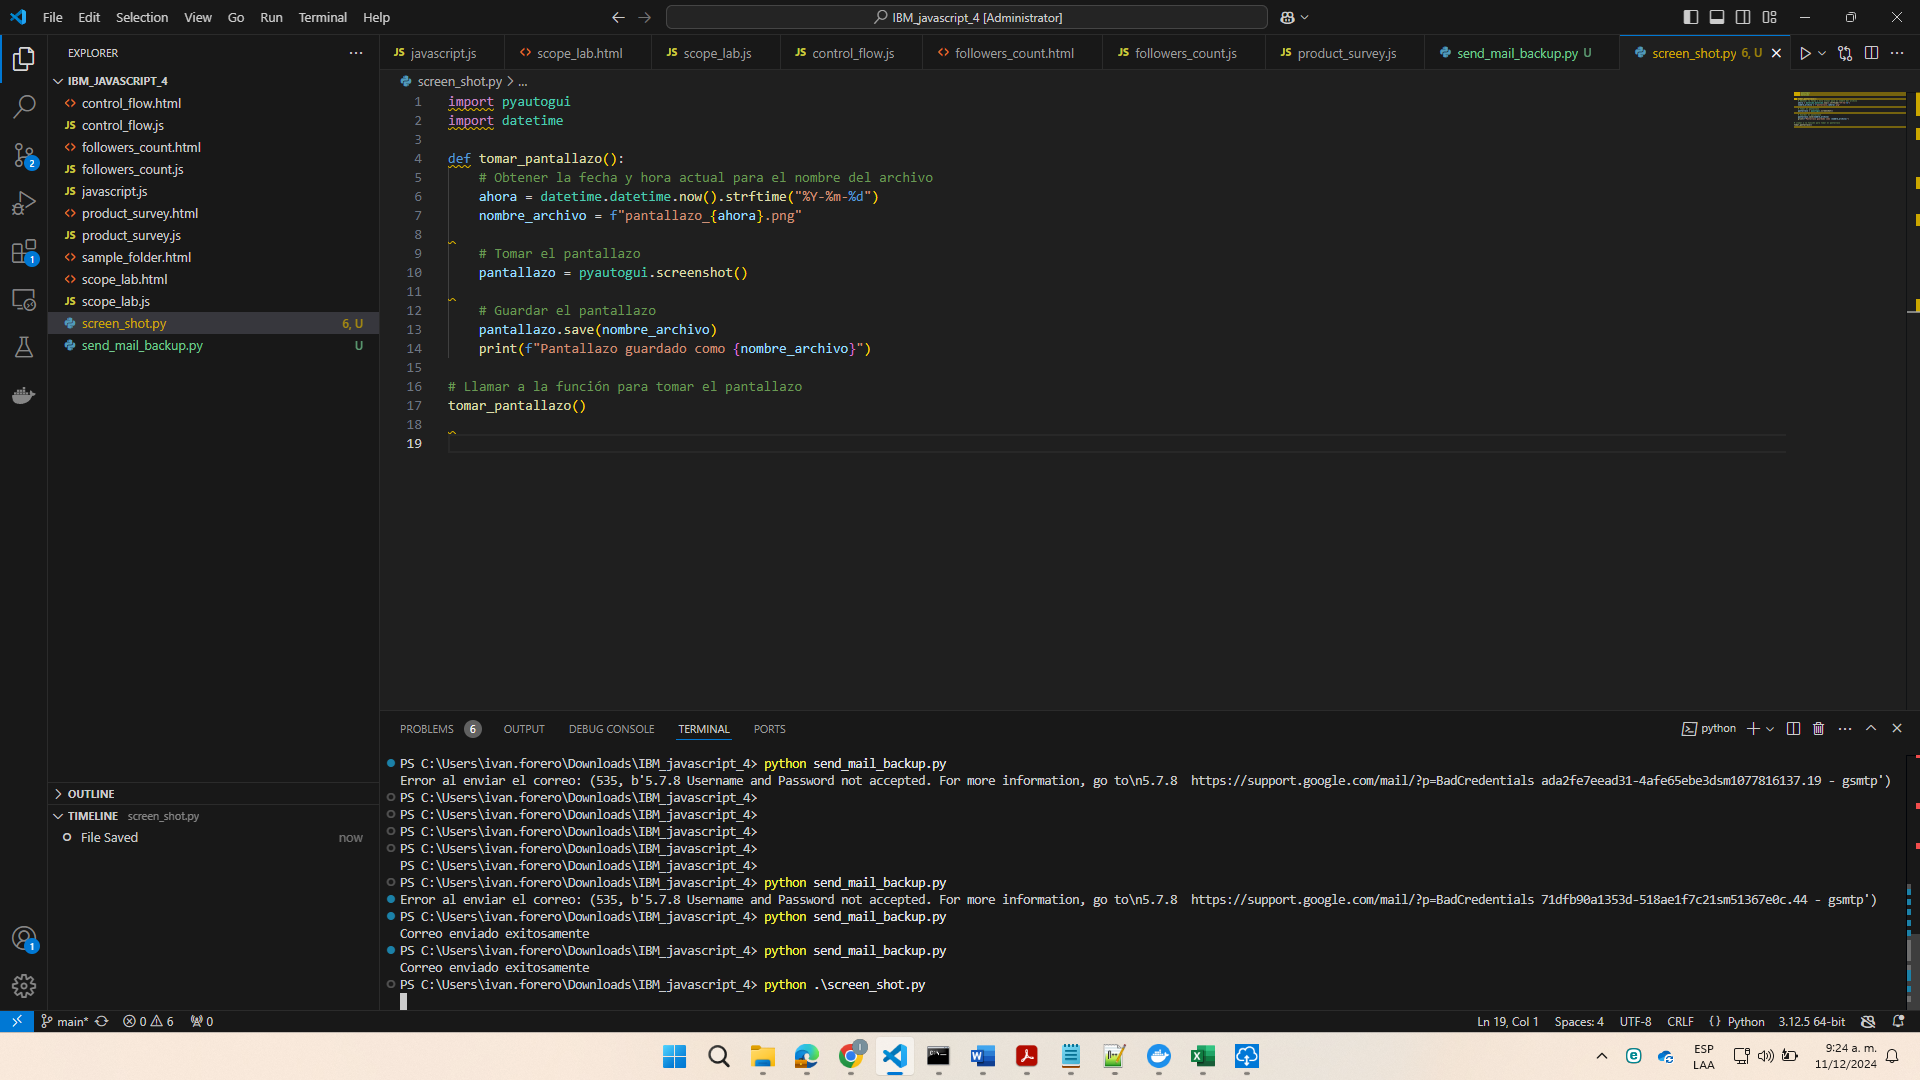 File Edit Selection View Go Run Terminal Help
IBM_javascript_4 [Administrator]
EXPLORER
IBM_JAVASCRIPT_4
control_flow.html
control_flow.js
followers_count.html
followers_count.js
javascript.js
product_survey.html
product_survey.js
sample_folder.html
scope_lab.html
scope_lab.js
screen_shot.py 6, U
send_mail_backup.py U
OUTLINE
TIMELINE screen_shot.py
File Saved now
2
1
1
JS javascript.js <> scope_lab.html JS scope_lab.js JS control_flow.js <> followers_count.html JS followers_count.js JS product_survey.js send_mail_backup.py U screen_shot.py 6, U
screen_shot.py > ...
1 import pyautogui
2 import datetime
3
4 def tomar_pantallazo():
5 # Obtener la fecha y hora actual para el nombre del archivo
6 ahora = datetime.datetime.now().strftime("%Y-%m-%d")
7 nombre_archivo = f"pantallazo_{ahora}.png"
8
9 # Tomar el pantallazo
10 pantallazo = pyautogui.screenshot()
11
12 # Guardar el pantallazo
13 pantallazo.save(nombre_archivo)
14 print(f"Pantallazo guardado como {nombre_archivo}")
15
16 # Llamar a la función para tomar el pantallazo
17 tomar_pantallazo()
18
19
PROBLEMS 6 OUTPUT DEBUG CONSOLE TERMINAL PORTS
python
PS C:\Users\ivan.forero\Downloads\IBM_javascript_4> python send_mail_backup.py
Error al enviar el correo: (535, b'5.7.8 Username and Password not accepted. For more information, go to\n5.7.8  https://support.google.com/mail/?p=BadCredentials ada2fe7eead31-4afe65ebe3dsm1077816137.19 - gsmtp')
PS C:\Users\ivan.forero\Downloads\IBM_javascript_4>
PS C:\Users\ivan.forero\Downloads\IBM_javascript_4>
PS C:\Users\ivan.forero\Downloads\IBM_javascript_4>
PS C:\Users\ivan.forero\Downloads\IBM_javascript_4>
PS C:\Users\ivan.forero\Downloads\IBM_javascript_4>
PS C:\Users\ivan.forero\Downloads\IBM_javascript_4> python send_mail_backup.py
Error al enviar el correo: (535, b'5.7.8 Username and Password not accepted. For more information, go to\n5.7.8  https://support.google.com/mail/?p=BadCredentials 71dfb90a1353d-518ae1f7c21sm51367e0c.44 - gsmtp')
PS C:\Users\ivan.forero\Downloads\IBM_javascript_4> python send_mail_backup.py
Correo enviado exitosamente
PS C:\Users\ivan.forero\Downloads\IBM_javascript_4> python send_mail_backup.py
Correo enviado exitosamente
PS C:\Users\ivan.forero\Downloads\IBM_javascript_4> python .\screen_shot.py
main* 0 6 0
Ln 19, Col 1 Spaces: 4 UTF-8 CRLF {} Python 3.12.5 64-bit
ESP
LAA
9:24 a. m.
11/12/2024